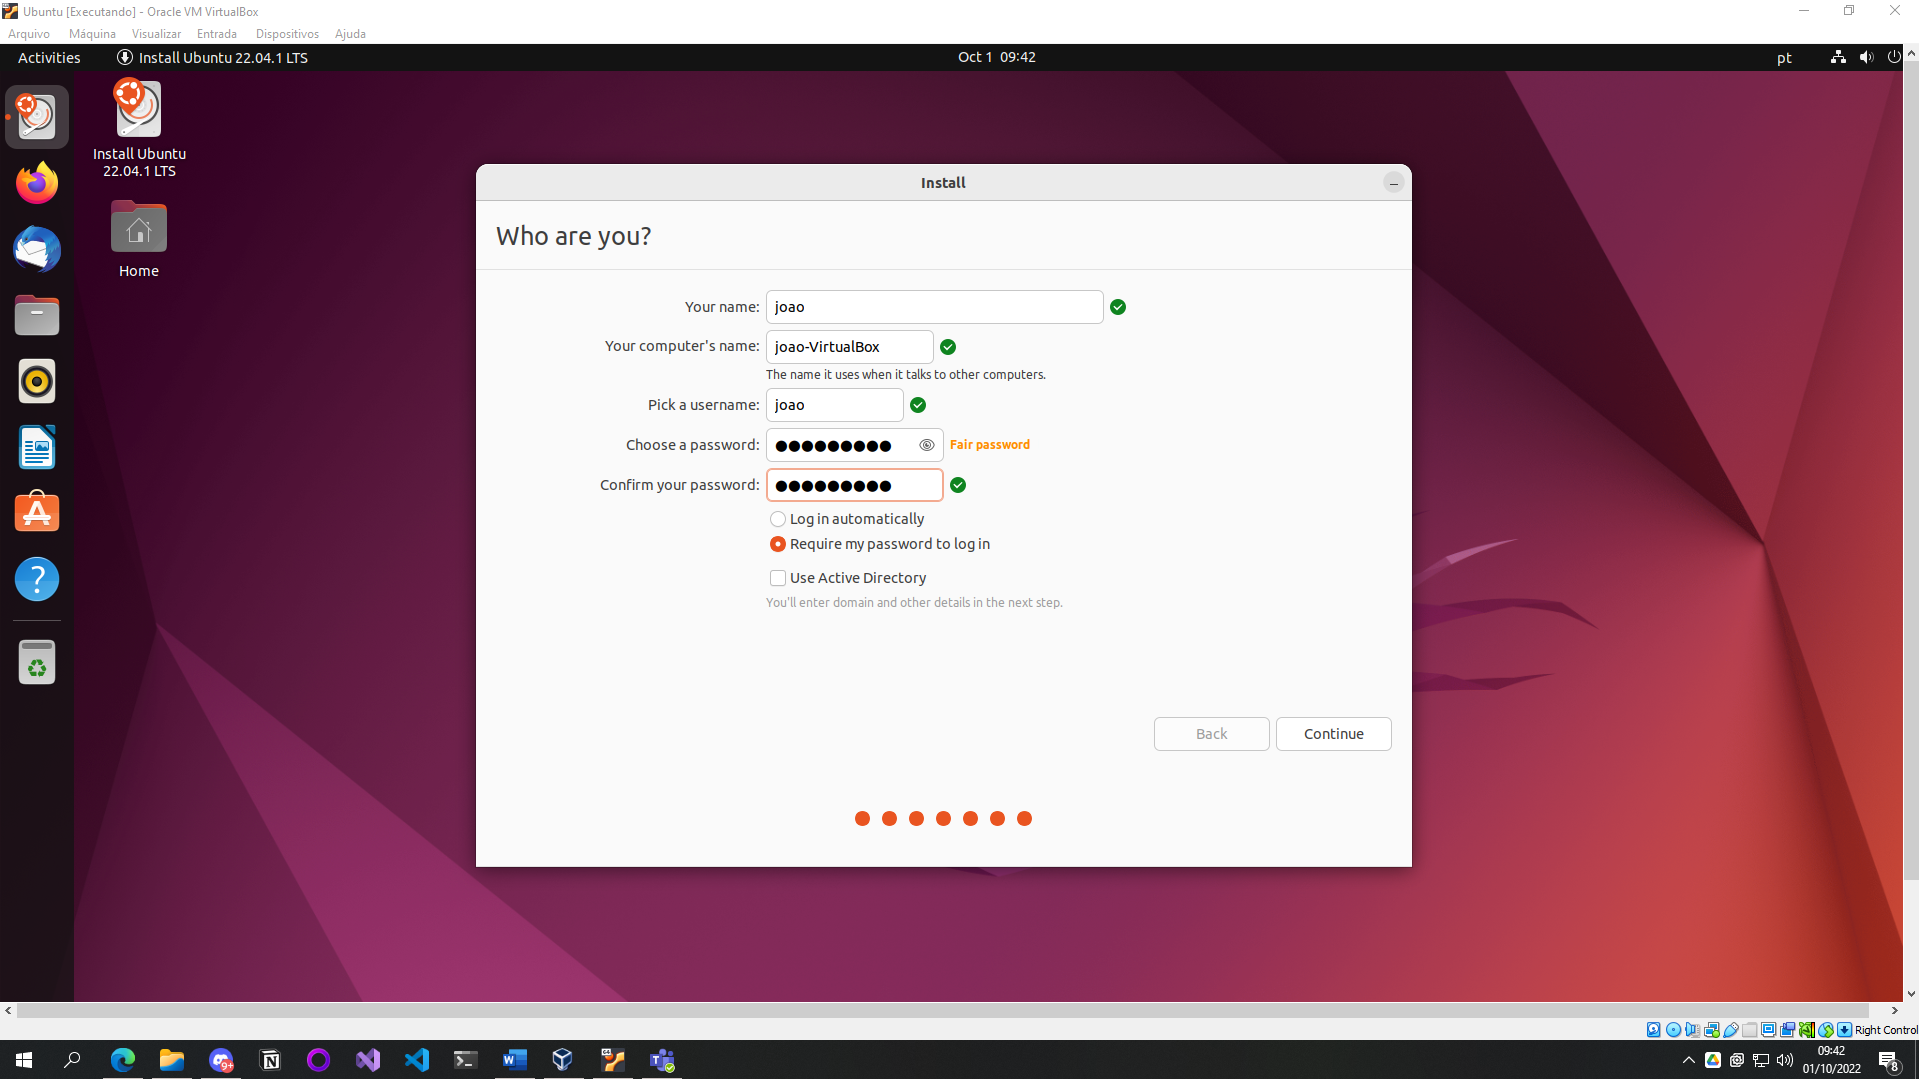 Ubuntu [Executando] - Oracle VM VirtualBox
Arquivo Máquina Visualizar Entrada Dispositivos Ajuda
Activities Install Ubuntu 22.04.1 LTS Oct 1 09:42 pt
Install Ubuntu
22.04.1 LTS
Home
Install
Who are you?
Your name: joao
Your computer's name: joao-VirtualBox
The name it uses when it talks to other computers.
Pick a username: joao
Choose a password: ●●●●●●●●● Fair password
Confirm your password: ●●●●●●●●●
Log in automatically
Require my password to log in
Use Active Directory
You'll enter domain and other details in the next step.
Back Continue
Right Control
9+
09:42
01/10/2022
8